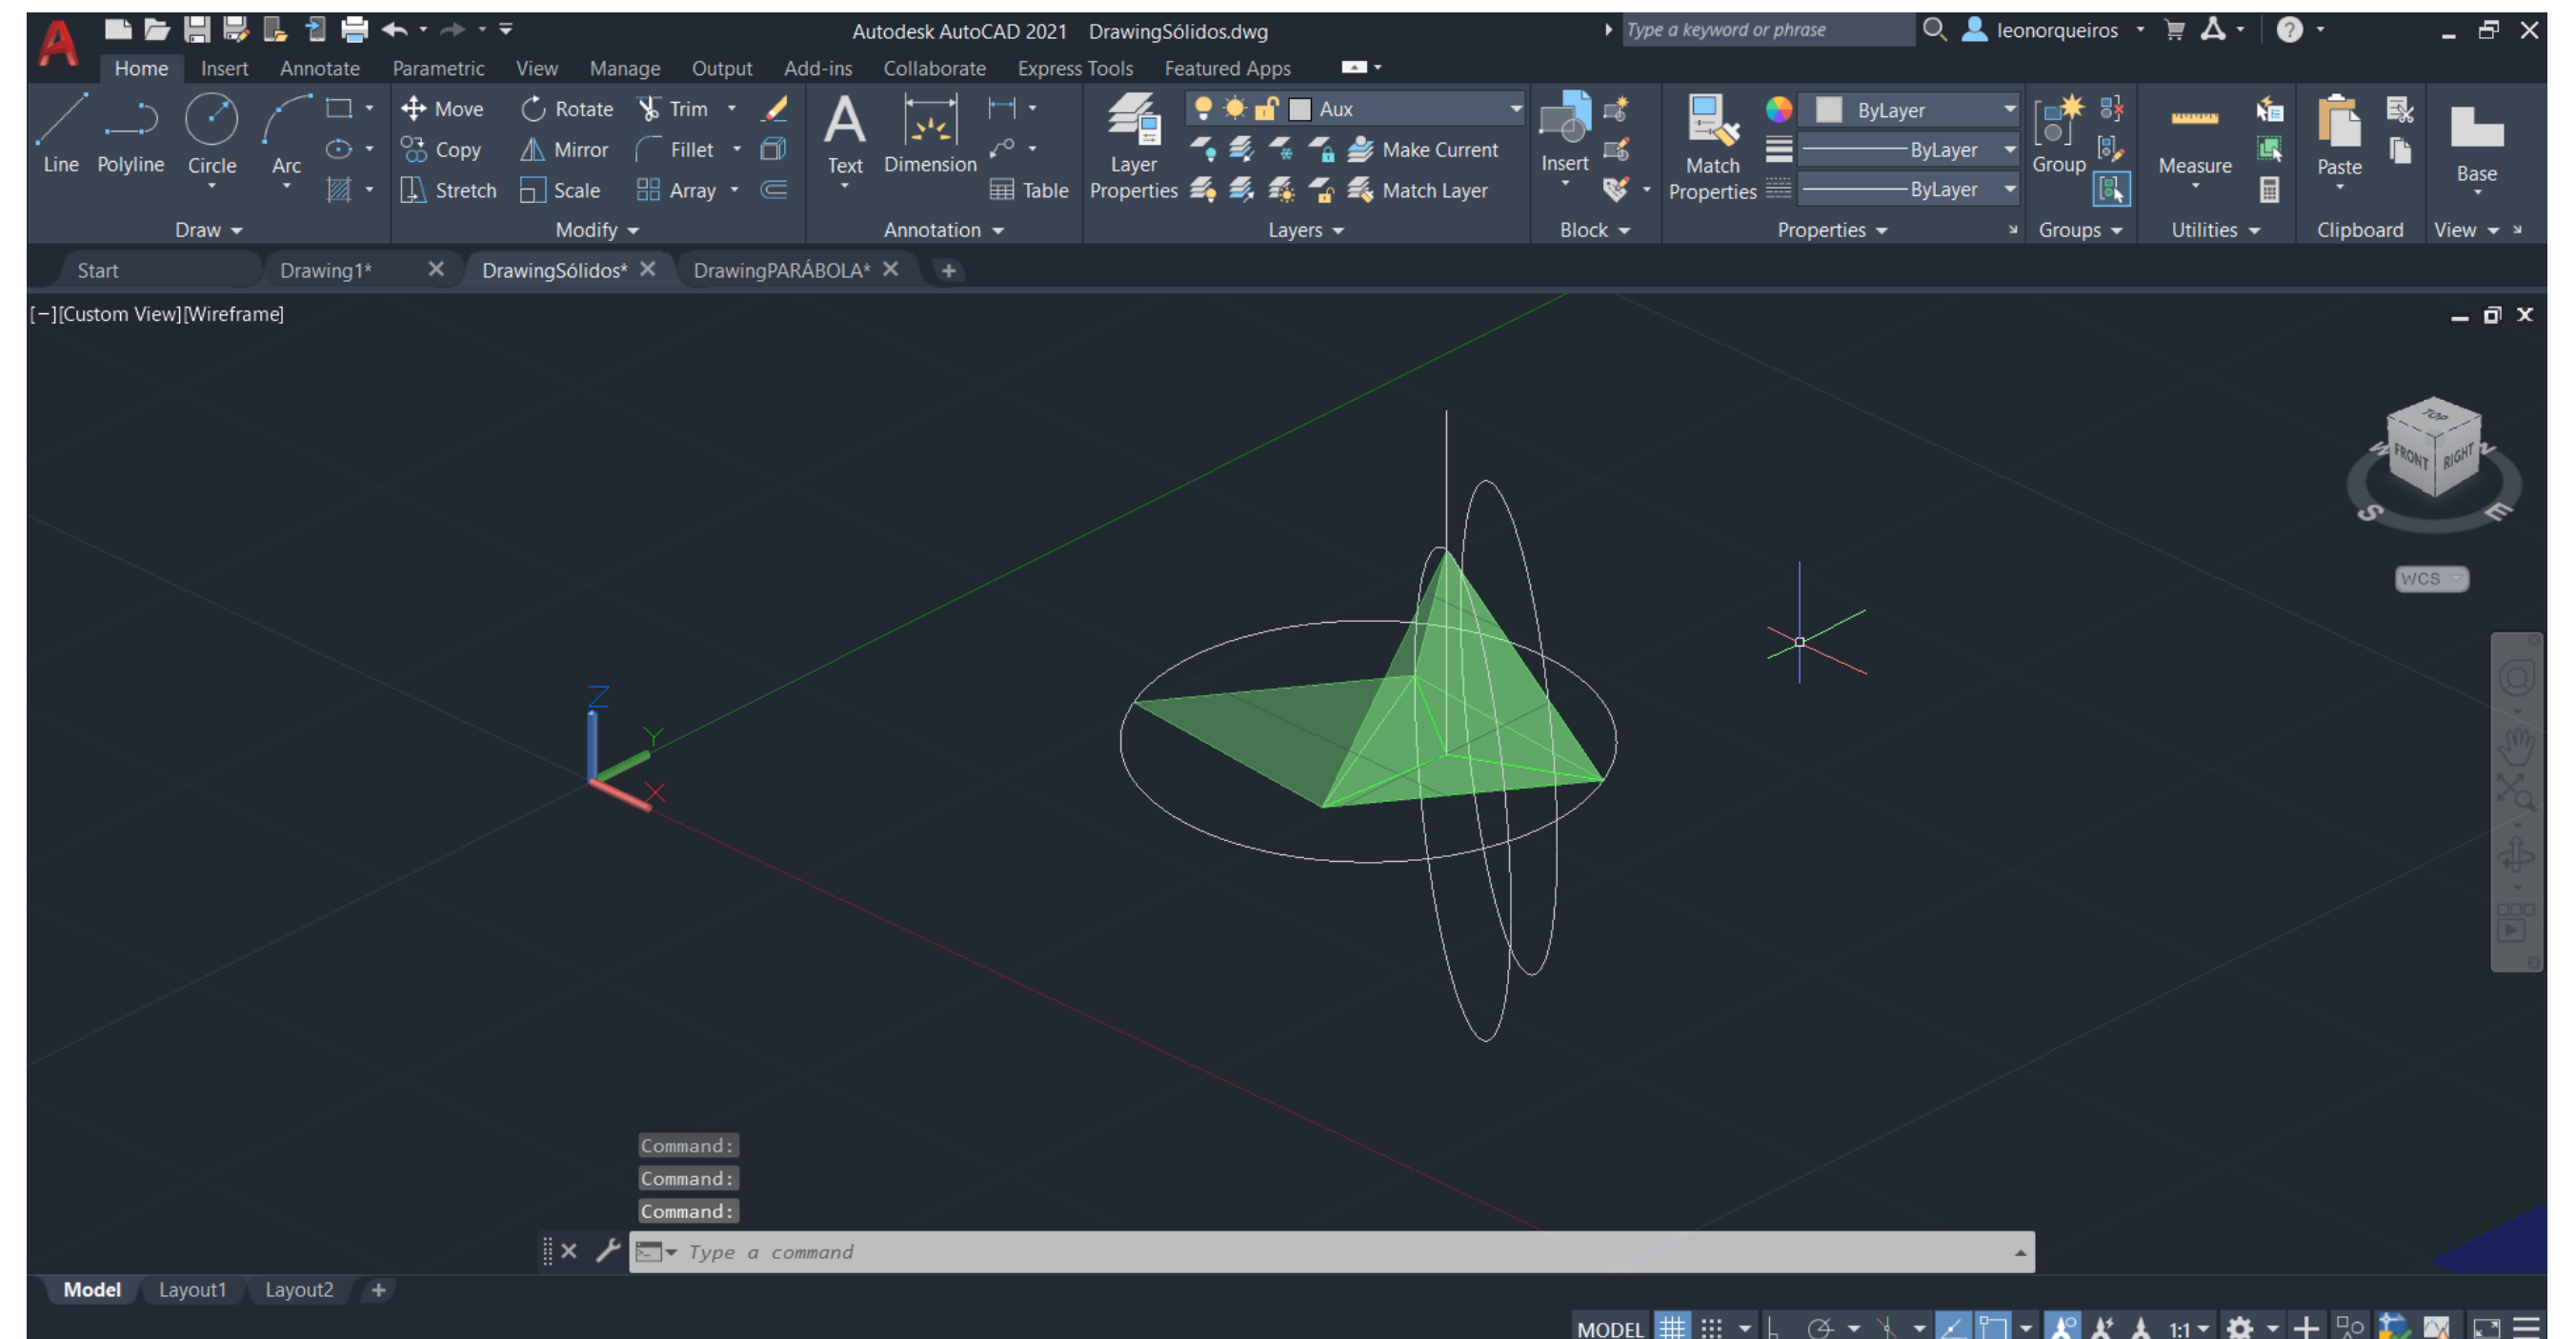 Autodesk AutoCAD 2021 DrawingSólidos.dwg
Type a keyword or phrase
leonorqueiros
Home Insert Annotate Parametric View Manage Output Add-ins Collaborate Express Tools Featured Apps
Line Polyline Circle Arc
Move Rotate Trim
Copy Mirror Fillet
Stretch Scale Array
Text Dimension
Table
Layer Properties
Aux
Make Current
Match Layer
Insert
Match Properties
ByLayer
ByLayer
ByLayer
Group
Measure
Paste
Base
Draw Modify Annotation Layers Block Properties Groups Utilities Clipboard View
Start Drawing1* DrawingSólidos* DrawingPARÁBOLA*
[−][Custom View][Wireframe]
TOP
FRONT RIGHT
S E
WCS
Z
Y
X
Command:
Command:
Command:
Type a command
Model Layout1 Layout2
MODEL 1:1